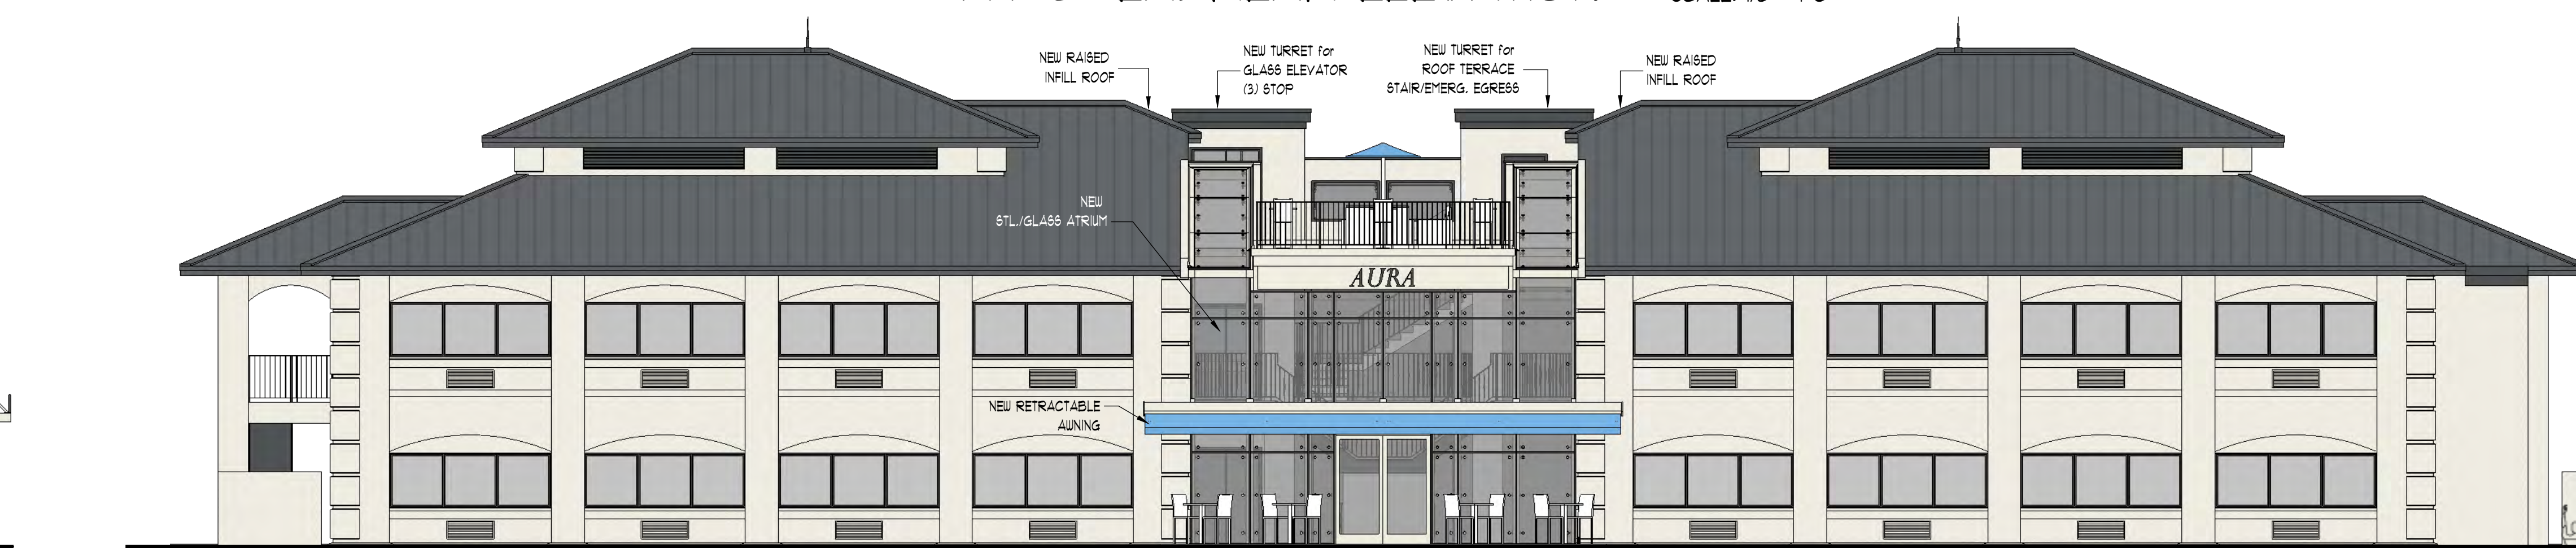 NEW RAISED
INFILL ROOF
NEW TURRET for
GLASS ELEVATOR
(3) STOP
NEW TURRET for
ROOF TERRACE
STAIR/EMERG. EGRESS
NEW RAISED
INFILL ROOF
NEW
STL./GLASS ATRIUM
AURA
NEW RETRACTABLE
AWNING